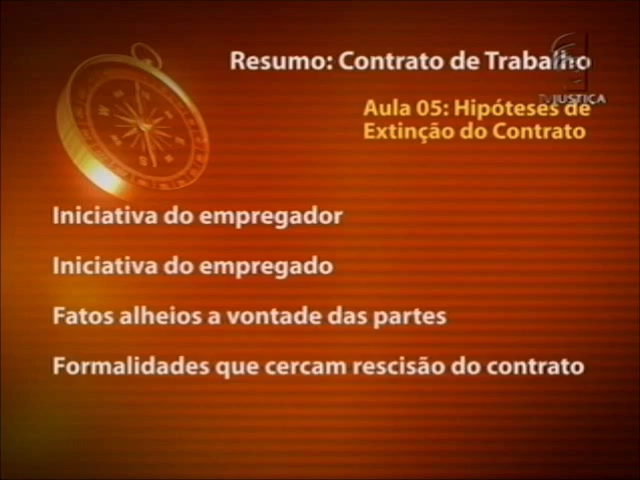 Resumo: Contrato de Trabalho
TVJUSTIÇA
Aula 05: Hipóteses de
Extinção do Contrato
Iniciativa do empregador
Iniciativa do empregado
Fatos alheios a vontade das partes
Formalidades que cercam rescisão do contrato